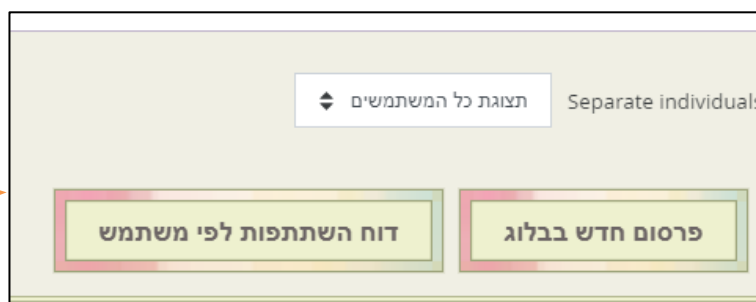 Separate individuals תצוגת כל המשתמשים
פרסום חדש בבלוג
דוח השתתפות לפי משתמש